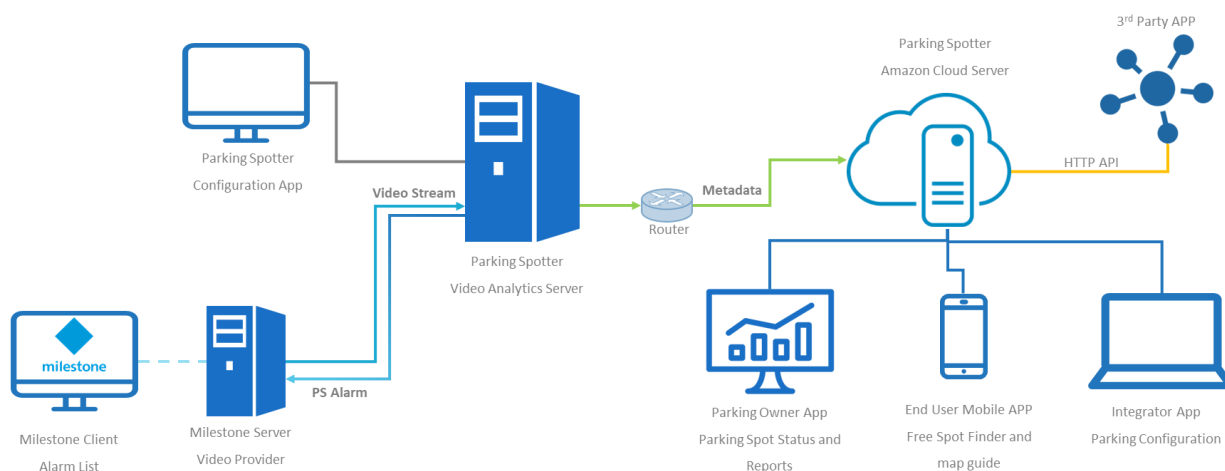 3rd Party APP
Parking Spotter
Amazon Cloud Server
Parking Spotter
Configuration App
HTTP API
Video Stream
Metadata
Router
Parking Spotter
Video Analytics Server
milestone
PS Alarm
Milestone Client
Alarm List
Milestone Server
Video Provider
Parking Owner App
Parking Spot Status and
Reports
End User Mobile APP
Free Spot Finder and
map guide
Integrator App
Parking Configuration